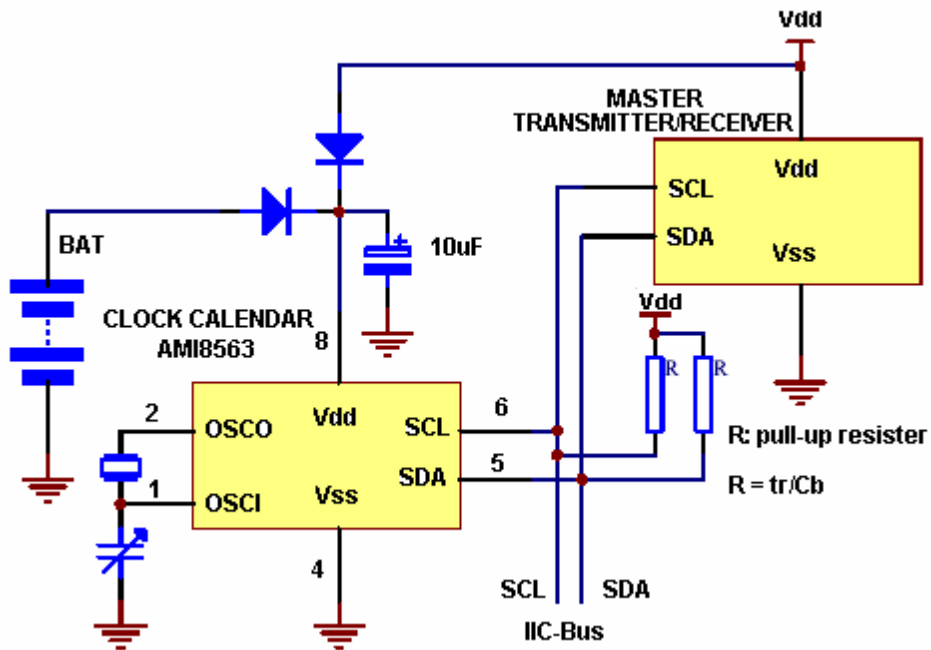 Vdd
MASTER
TRANSMITTER/RECEIVER
Vdd
SCL
SDA
Vss
BAT
10uF
+
CLOCK CALENDAR
AMI8563
8
Vdd
R
R
2
OSCO
Vdd
SCL
6
R: pull-up resister
1
OSCI
Vss
SDA
5
R = tr/Cb
4
SCL
SDA
IIC-Bus
Vdd